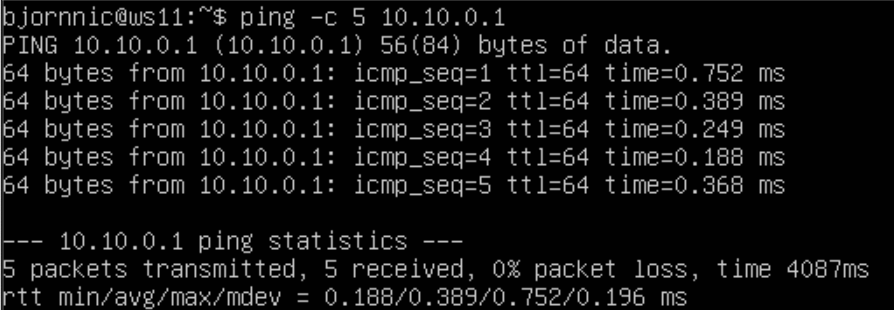 bjornnic@ws11:~$ ping -c 5 10.10.0.1
PING 10.10.0.1 (10.10.0.1) 56(84) bytes of data.
64 bytes from 10.10.0.1: icmp_seq=1 ttl=64 time=0.752 ms
64 bytes from 10.10.0.1: icmp_seq=2 ttl=64 time=0.389 ms
64 bytes from 10.10.0.1: icmp_seq=3 ttl=64 time=0.249 ms
64 bytes from 10.10.0.1: icmp_seq=4 ttl=64 time=0.188 ms
64 bytes from 10.10.0.1: icmp_seq=5 ttl=64 time=0.368 ms
--- 10.10.0.1 ping statistics ---
5 packets transmitted, 5 received, 0% packet loss, time 4087ms
rtt min/avg/max/mdev = 0.188/0.389/0.752/0.196 ms